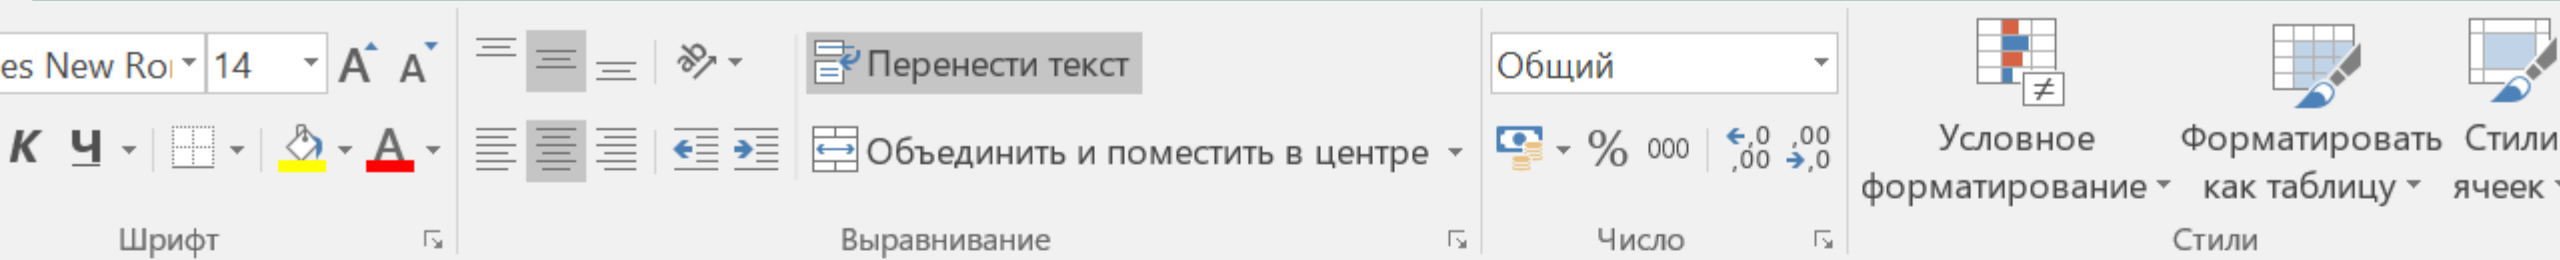 es New Ro 14 A A
К Ч А
Шрифт
ab
Перенести текст
Объединить и поместить в центре
Выравнивание
Общий
% 000 ,0 ,00 ,00 ,0
Число
≠
Условное форматирование
Форматировать как таблицу
Стили ячеек
Стили